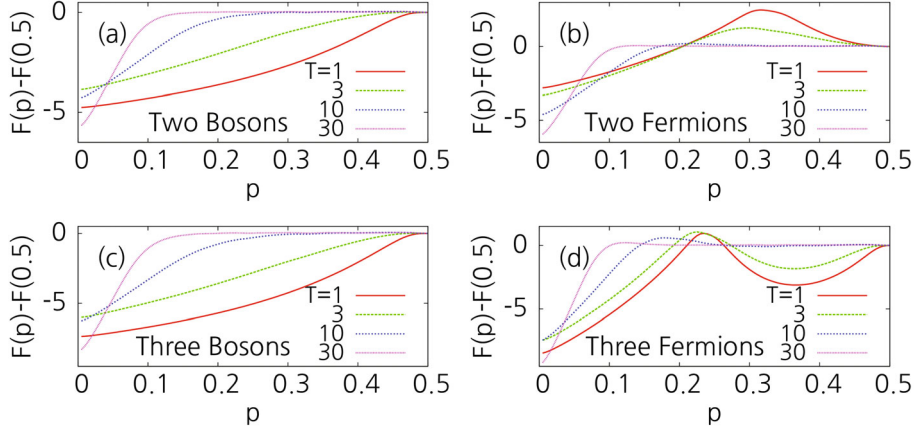 F(p)-F(0.5)
0
-5
(a)
T=1
3
10
30
Two Bosons
0 0.1 0.2 0.3 0.4 0.5
p
F(p)-F(0.5)
0
-5
(b)
T=1
3
10
30
Two Fermions
0 0.1 0.2 0.3 0.4 0.5
p
F(p)-F(0.5)
0
-5
(c)
T=1
3
10
30
Three Bosons
0 0.1 0.2 0.3 0.4 0.5
p
F(p)-F(0.5)
0
-5
(d)
T=1
3
10
30
Three Fermions
0 0.1 0.2 0.3 0.4 0.5
p